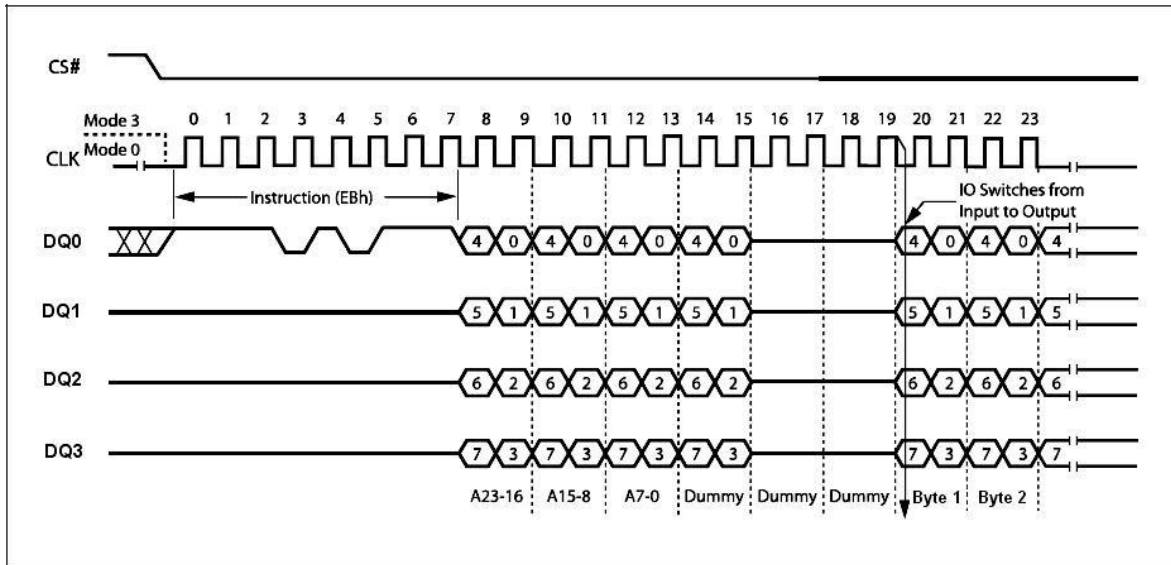 CS#
Mode 3
0 1 2 3 4 5 6 7 8 9 10 11 12 13 14 15 16 17 18 19 20 21 22 23
Mode 0
CLK
Instruction (EBh)
IO Switches from
Input to Output
DQ0 4 0 4 0 4 0 4 0 4 0 4 0 4
DQ1 5 1 5 1 5 1 5 1 5 1 5 1 5
DQ2 6 2 6 2 6 2 6 2 6 2 6 2 6
DQ3 7 3 7 3 7 3 7 3 7 3 7 3 7
A23-16 A15-8 A7-0 Dummy Dummy Dummy Byte 1 Byte 2